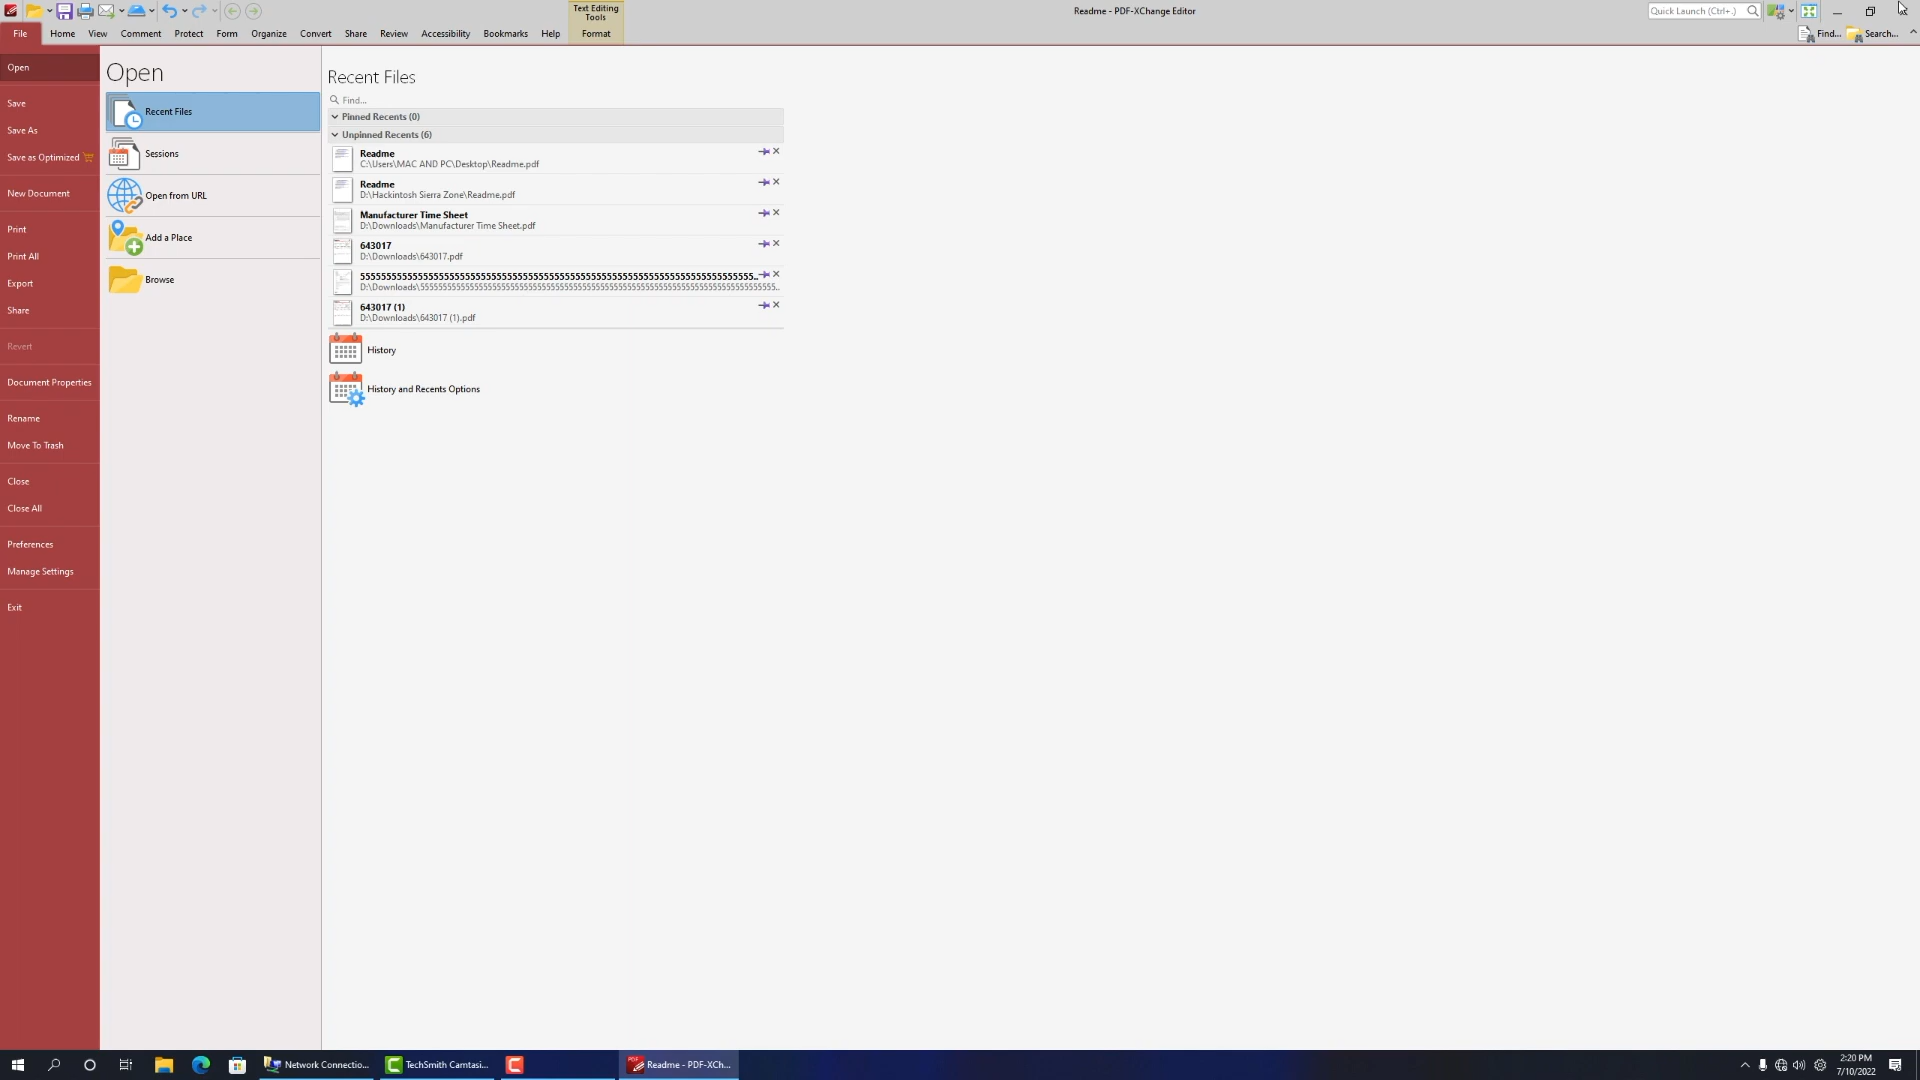 Text Editing
Tools
Readme - PDF-XChange Editor
Quick Launch (Ctrl+.)
File
Home
View
Comment
Protect
Form
Organize
Convert
Share
Review
Accessibility
Bookmarks
Help
Format
Find...
Search...
Open
Save
Save As
Save as Optimized
New Document
Print
Print All
Export
Share
Revert
Document Properties
Rename
Move To Trash
Close
Close All
Preferences
Manage Settings
Exit
Open
Recent Files
Sessions
Open from URL
Add a Place
Browse
Recent Files
Find...
Pinned Recents (0)
Unpinned Recents (6)
Readme
C:\Users\MAC AND PC\Desktop\Readme.pdf
Readme
D:\Hackintosh Sierra Zone\Readme.pdf
Manufacturer Time Sheet
D:\Downloads\Manufacturer Time Sheet.pdf
643017
D:\Downloads\643017.pdf
643017 (1)
D:\Downloads\643017 (1).pdf
History
History and Recents Options
Network Connectio...
TechSmith Camtasi...
Readme - PDF-XCh...
2:20 PM
7/10/2022